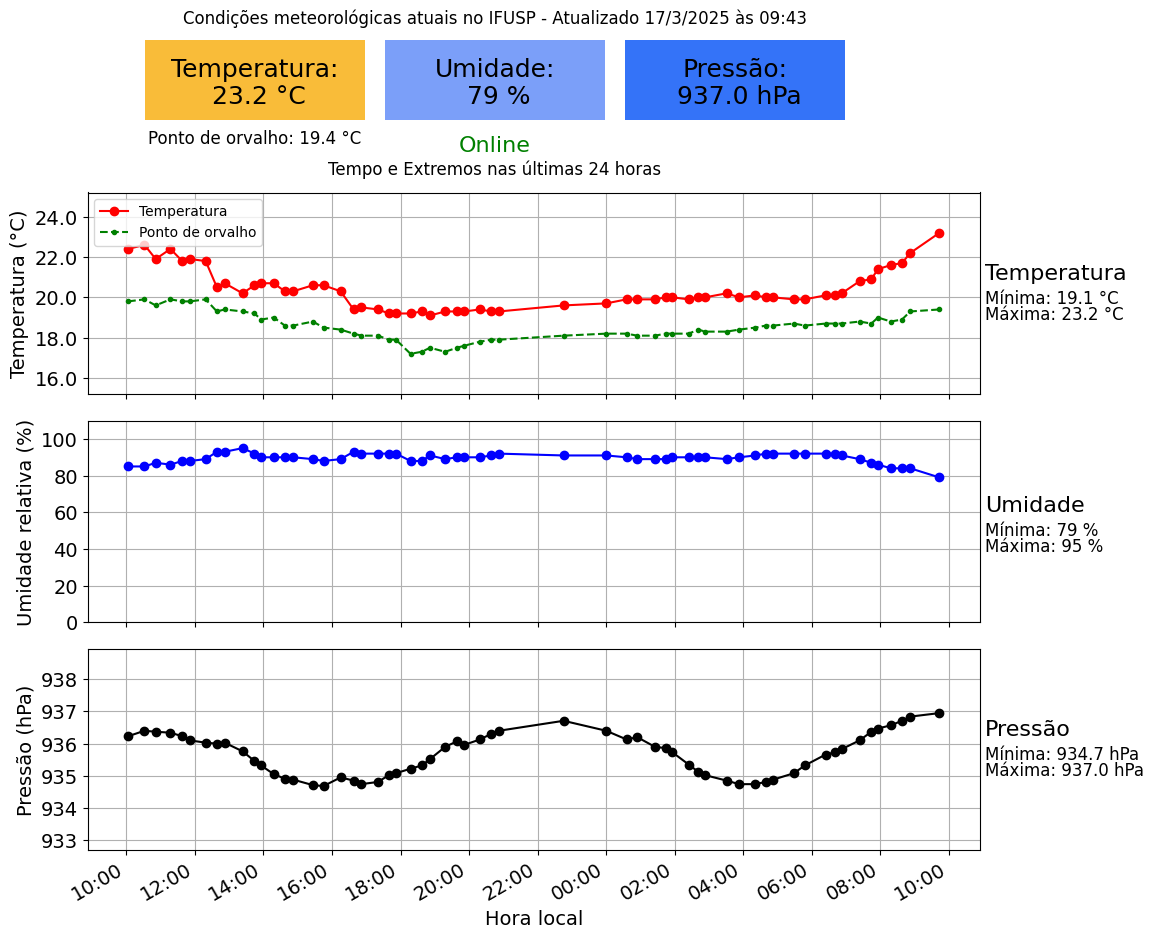 Condições meteorológicas atuais no IFUSP - Atualizado 17/3/2025 às 09:43
Temperatura:
23.2 °C
Umidade:
79 %
Pressão:
937.0 hPa
Ponto de orvalho: 19.4 °C
Online
Tempo e Extremos nas últimas 24 horas
Temperatura (°C)
24.0
22.0
20.0
18.0
16.0
Temperatura
Ponto de orvalho
Temperatura
Mínima: 19.1 °C
Máxima: 23.2 °C
Umidade relativa (%)
100
80
60
40
20
0
Umidade
Mínima: 79 %
Máxima: 95 %
Pressão (hPa)
938
937
936
935
934
933
Pressão
Mínima: 934.7 hPa
Máxima: 937.0 hPa
10:00 12:00 14:00 16:00 18:00 20:00 22:00 00:00 02:00 04:00 06:00 08:00 10:00
Hora local